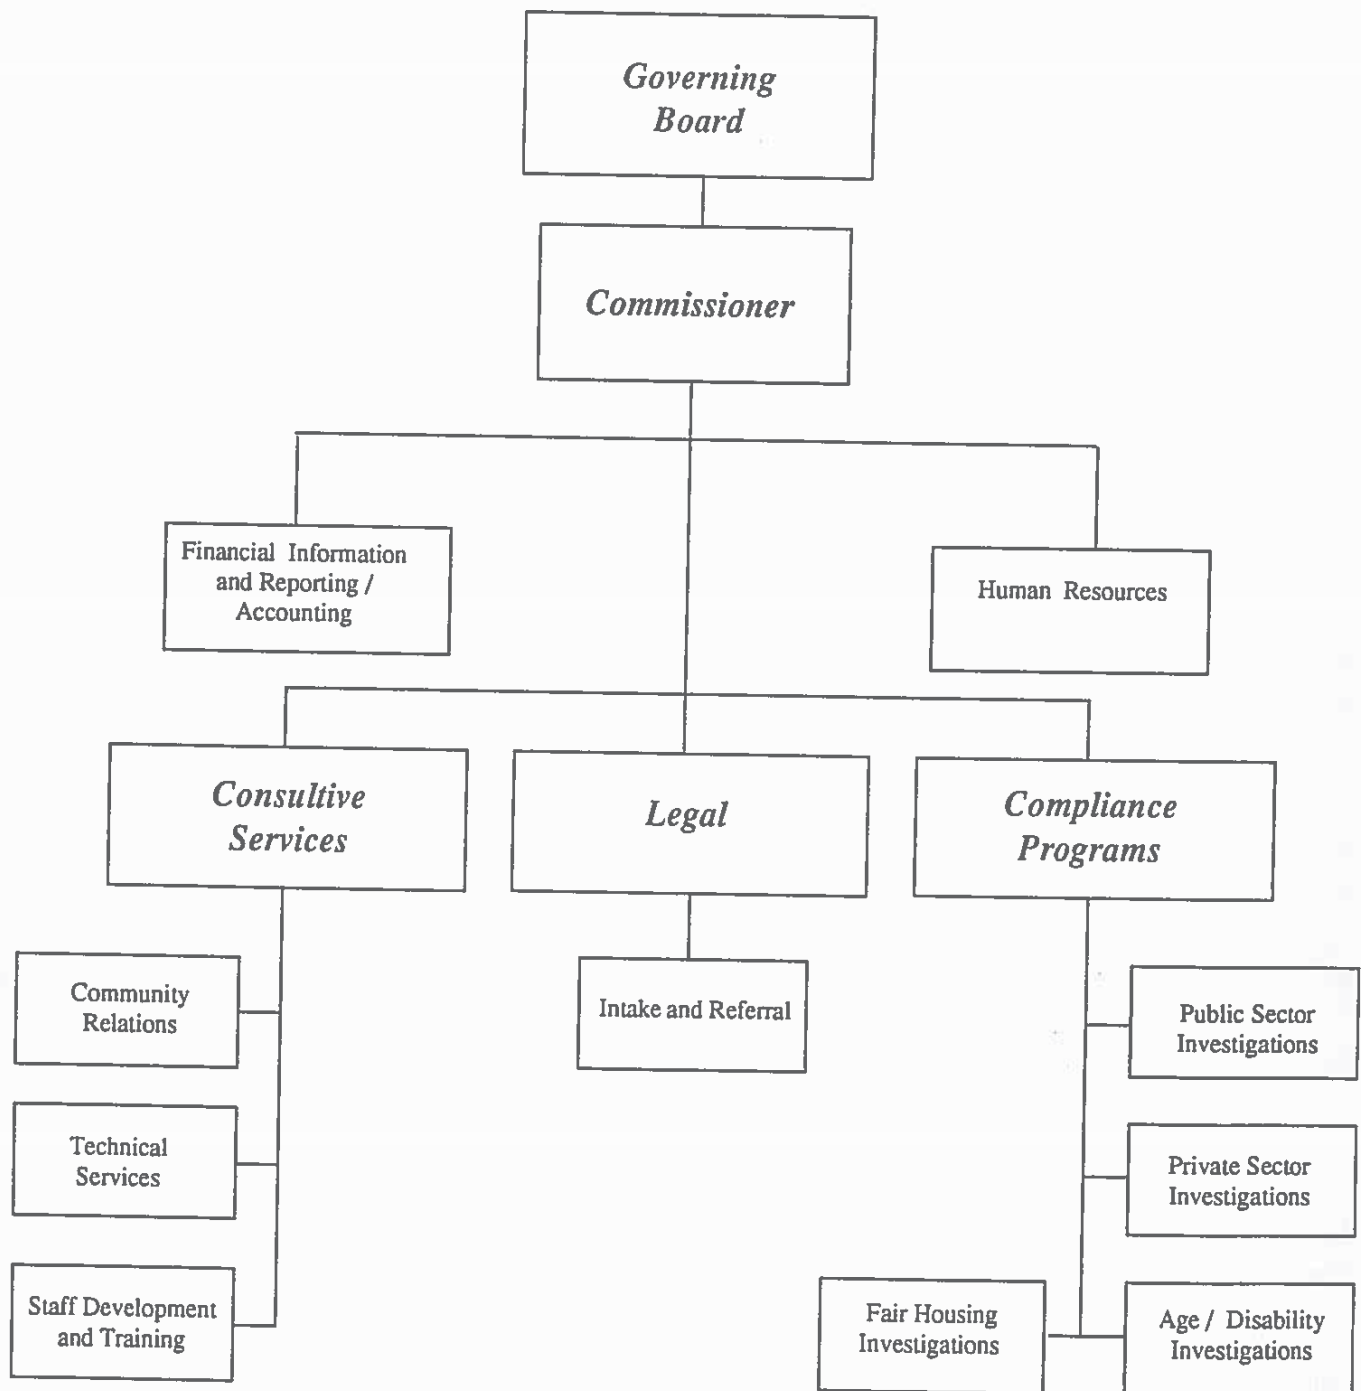 Governing
Board
Commissioner
Financial Information
and Reporting /
Accounting
Human Resources
Consultive
Services
Legal
Compliance
Programs
Community
Relations
Intake and Referral
Public Sector
Investigations
Technical
Services
Private Sector
Investigations
Staff Development
and Training
Fair Housing
Investigations
Age / Disability
Investigations